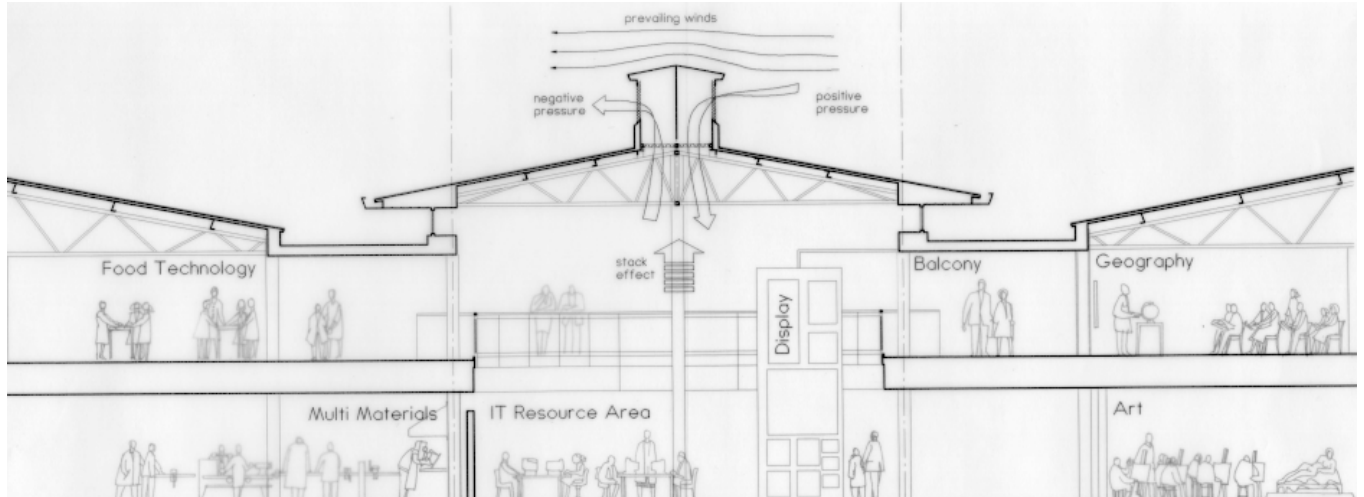 prevailing winds
negative
pressure
positive
pressure
stack
effect
Food Technology
Balcony
Geography
Display
Multi Materials
IT Resource Area
Art